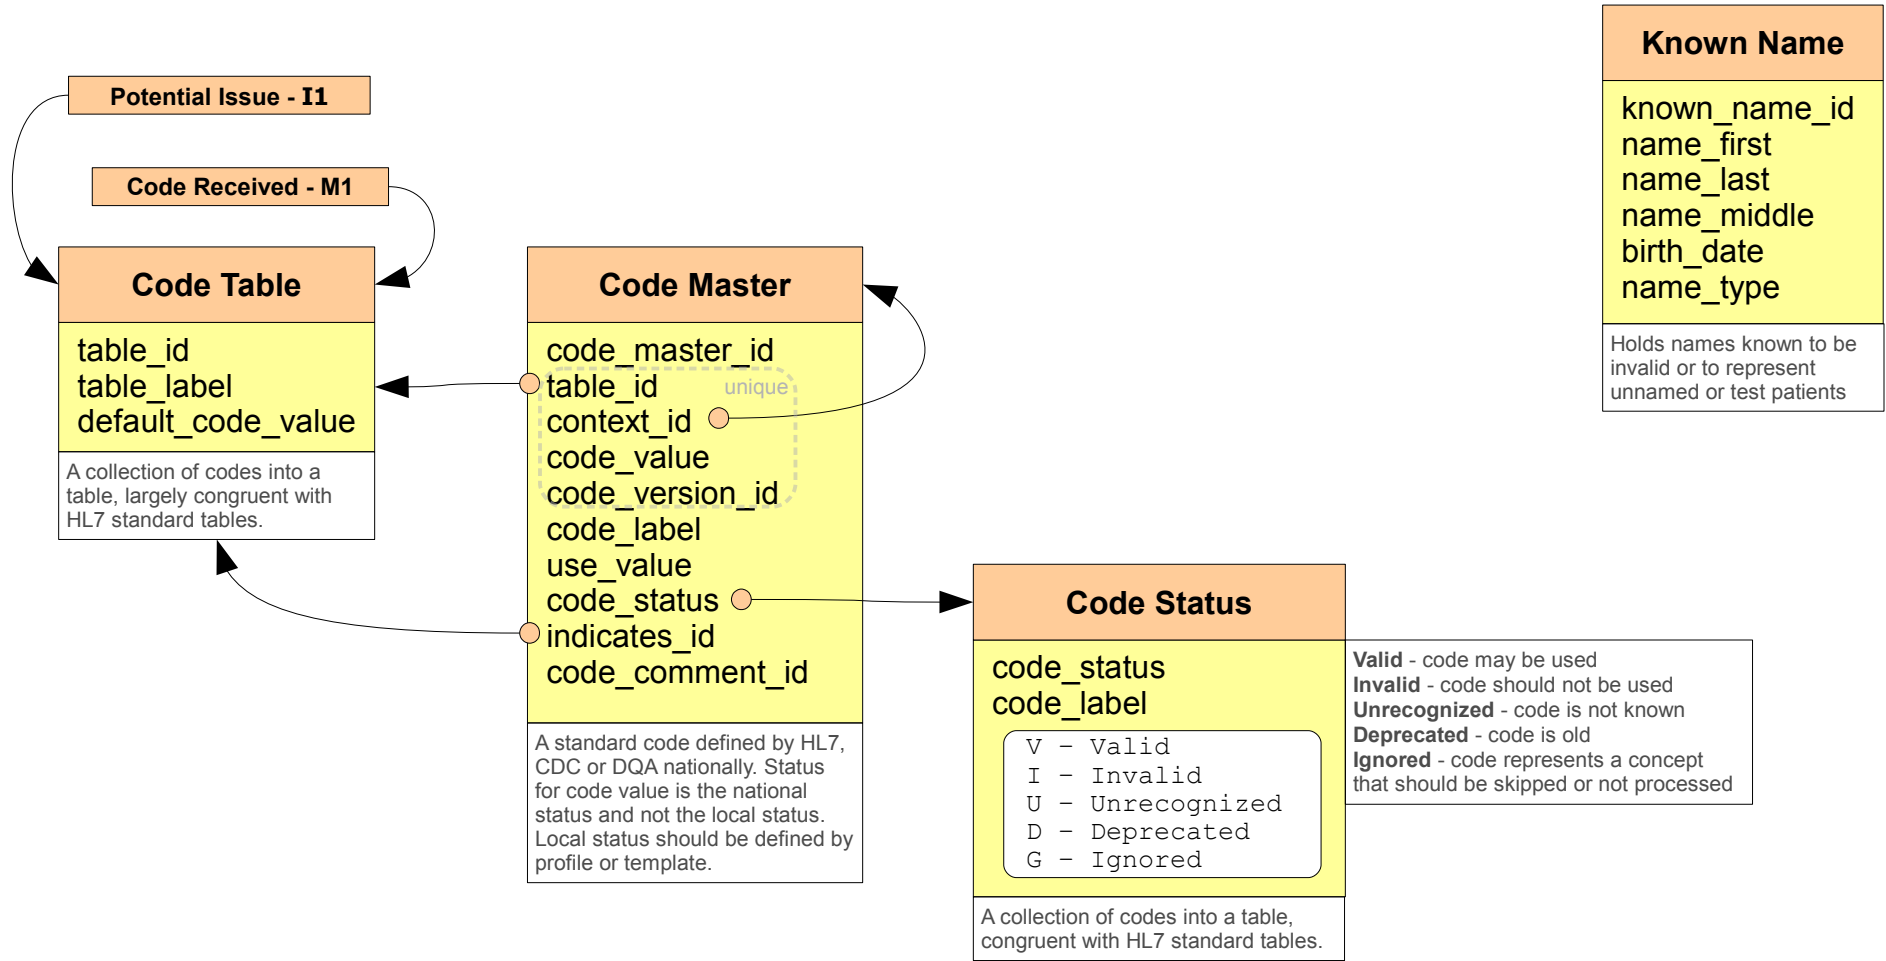 Potential Issue - I1
Code Received - M1
Code Table
table_id
table_label
default_code_value
A collection of codes into a
table, largely congruent with
HL7 standard tables.
Code Master
code_master_id
table_id
unique
context_id
code_value
code_version_id
code_label
use_value
code_status
indicates_id
code_comment_id
A standard code defined by HL7,
CDC or DQA nationally. Status
for code value is the national
status and not the local status.
Local status should be defined by
profile or template.
Code Status
code_status
code_label
V – Valid
I – Invalid
U – Unrecognized
D – Deprecated
G – Ignored
A collection of codes into a table,
congruent with HL7 standard tables.
Valid - code may be used
Invalid - code should not be used
Unrecognized - code is not known
Deprecated - code is old
Ignored - code represents a concept
that should be skipped or not processed
Known Name
known_name_id
name_first
name_last
name_middle
birth_date
name_type
Holds names known to be
invalid or to represent
unnamed or test patients